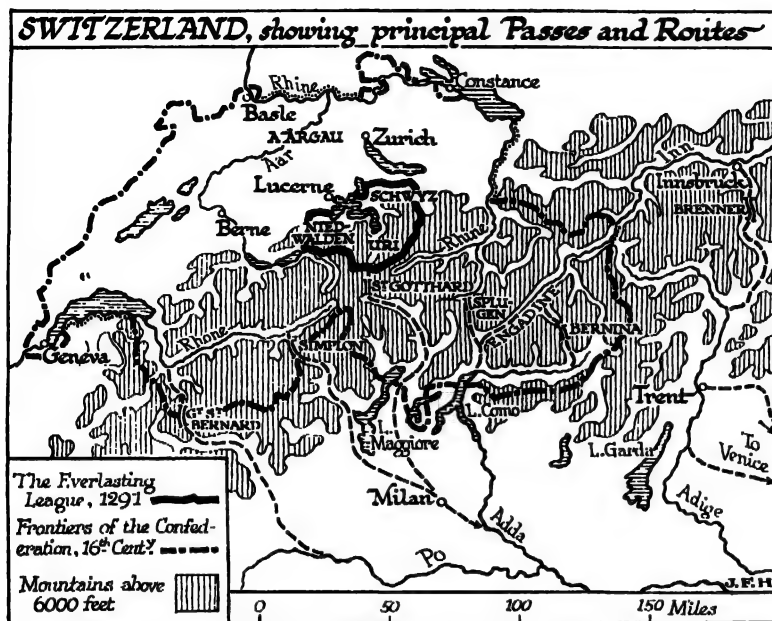 SWITZERLAND, showing principal Passes and Routes
Constance
Rhine
Basle
AARGAU
Zurich
Aar
Inn
Innsbruck
BRENNER
Lucerne
SCHWYZ
NIED-
WALDEN
URI
Berne
Rhine
ST GOTTHARD
SPLU-
GEN
ENGADINE
BERNINA
Rhone
SIMPLON
Geneva
GT ST
BERNARD
L.
Maggiore
L. Como
Trent
To
Venice
L. Garda
Milan
Adda
Adige
Po
J.F.H
The Everlasting
League, 1291
Frontiers of the Confed-
eration, 16th Centy.
Mountains above
6000 feet
0 50 100 150 Miles